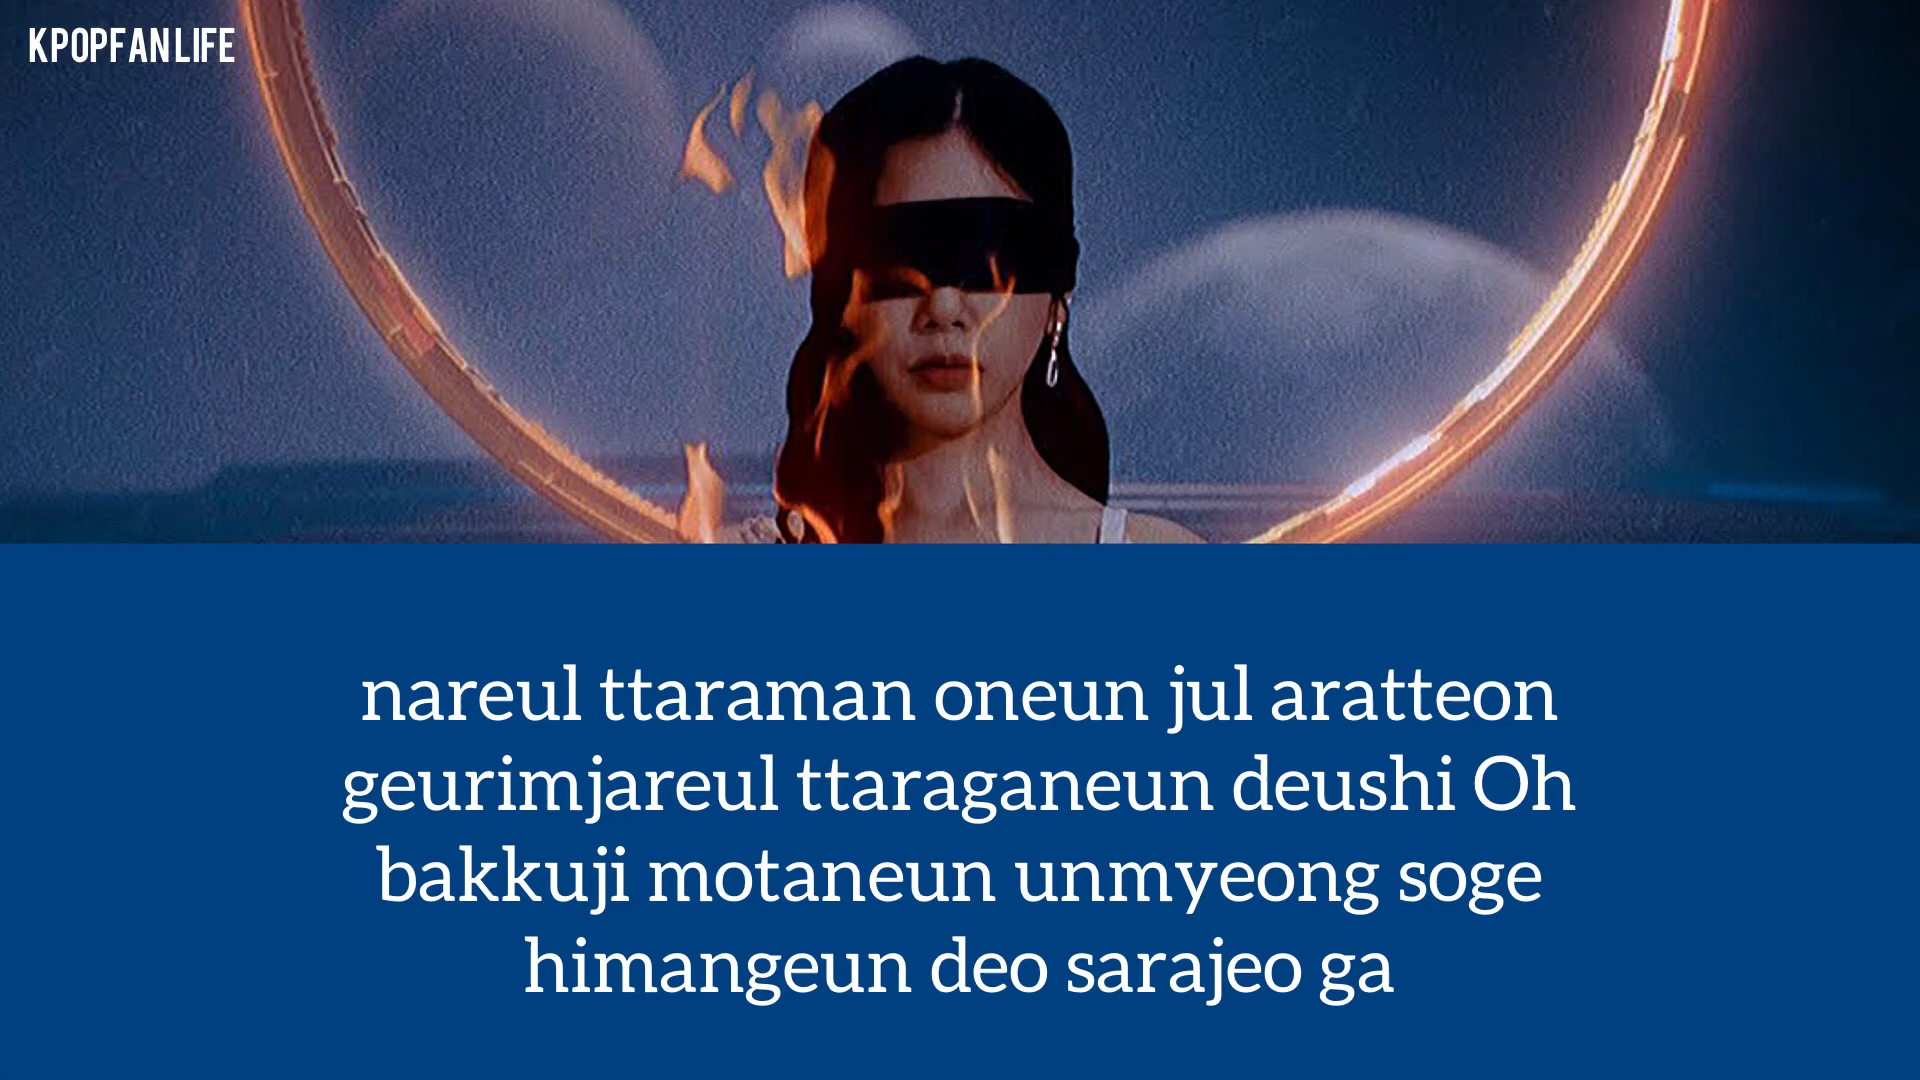 KPOPFANLIFE
nareul ttaraman oneun jul aratteon
geurimjareul ttaraganeun deushi Oh
bakkuji motaneun unmyeong soge
himangeun deo sarajeo ga